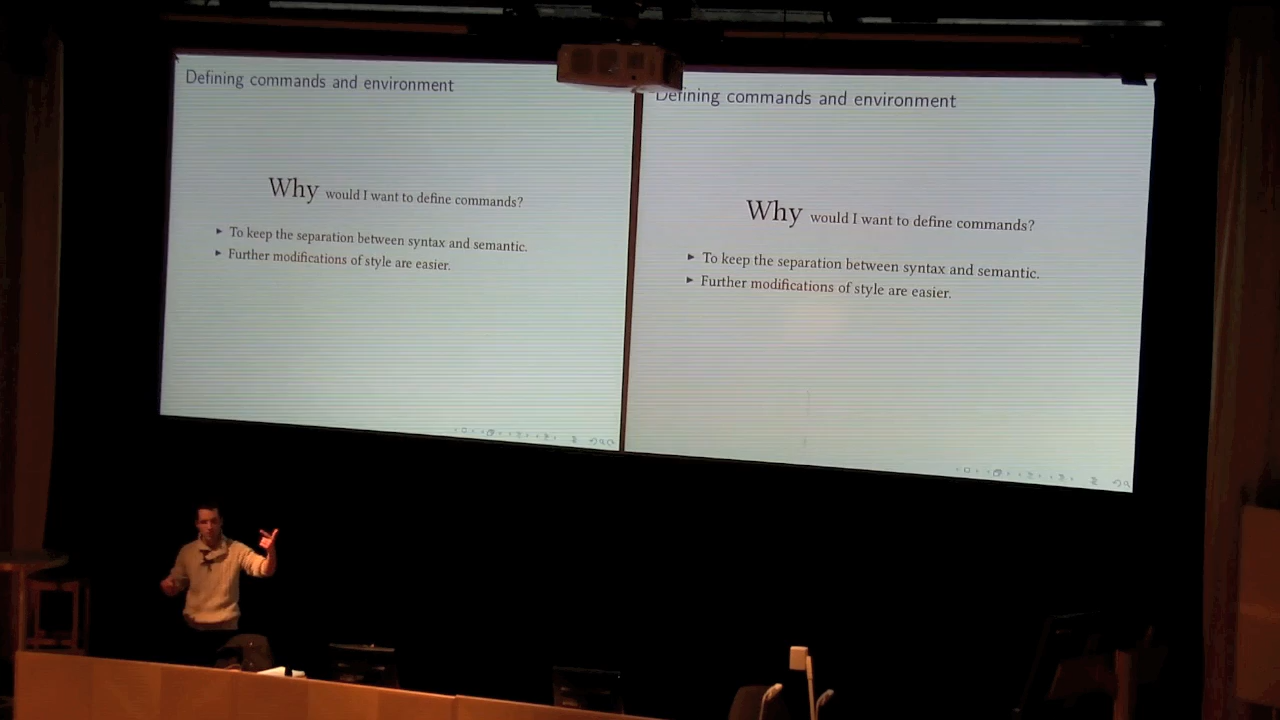 Defining commands and environment
Why would I want to define commands?
▸ To keep the separation between syntax and semantic.
▸ Further modifications of style are easier.
Defining commands and environment
Why would I want to define commands?
▸ To keep the separation between syntax and semantic.
▸ Further modifications of style are easier.